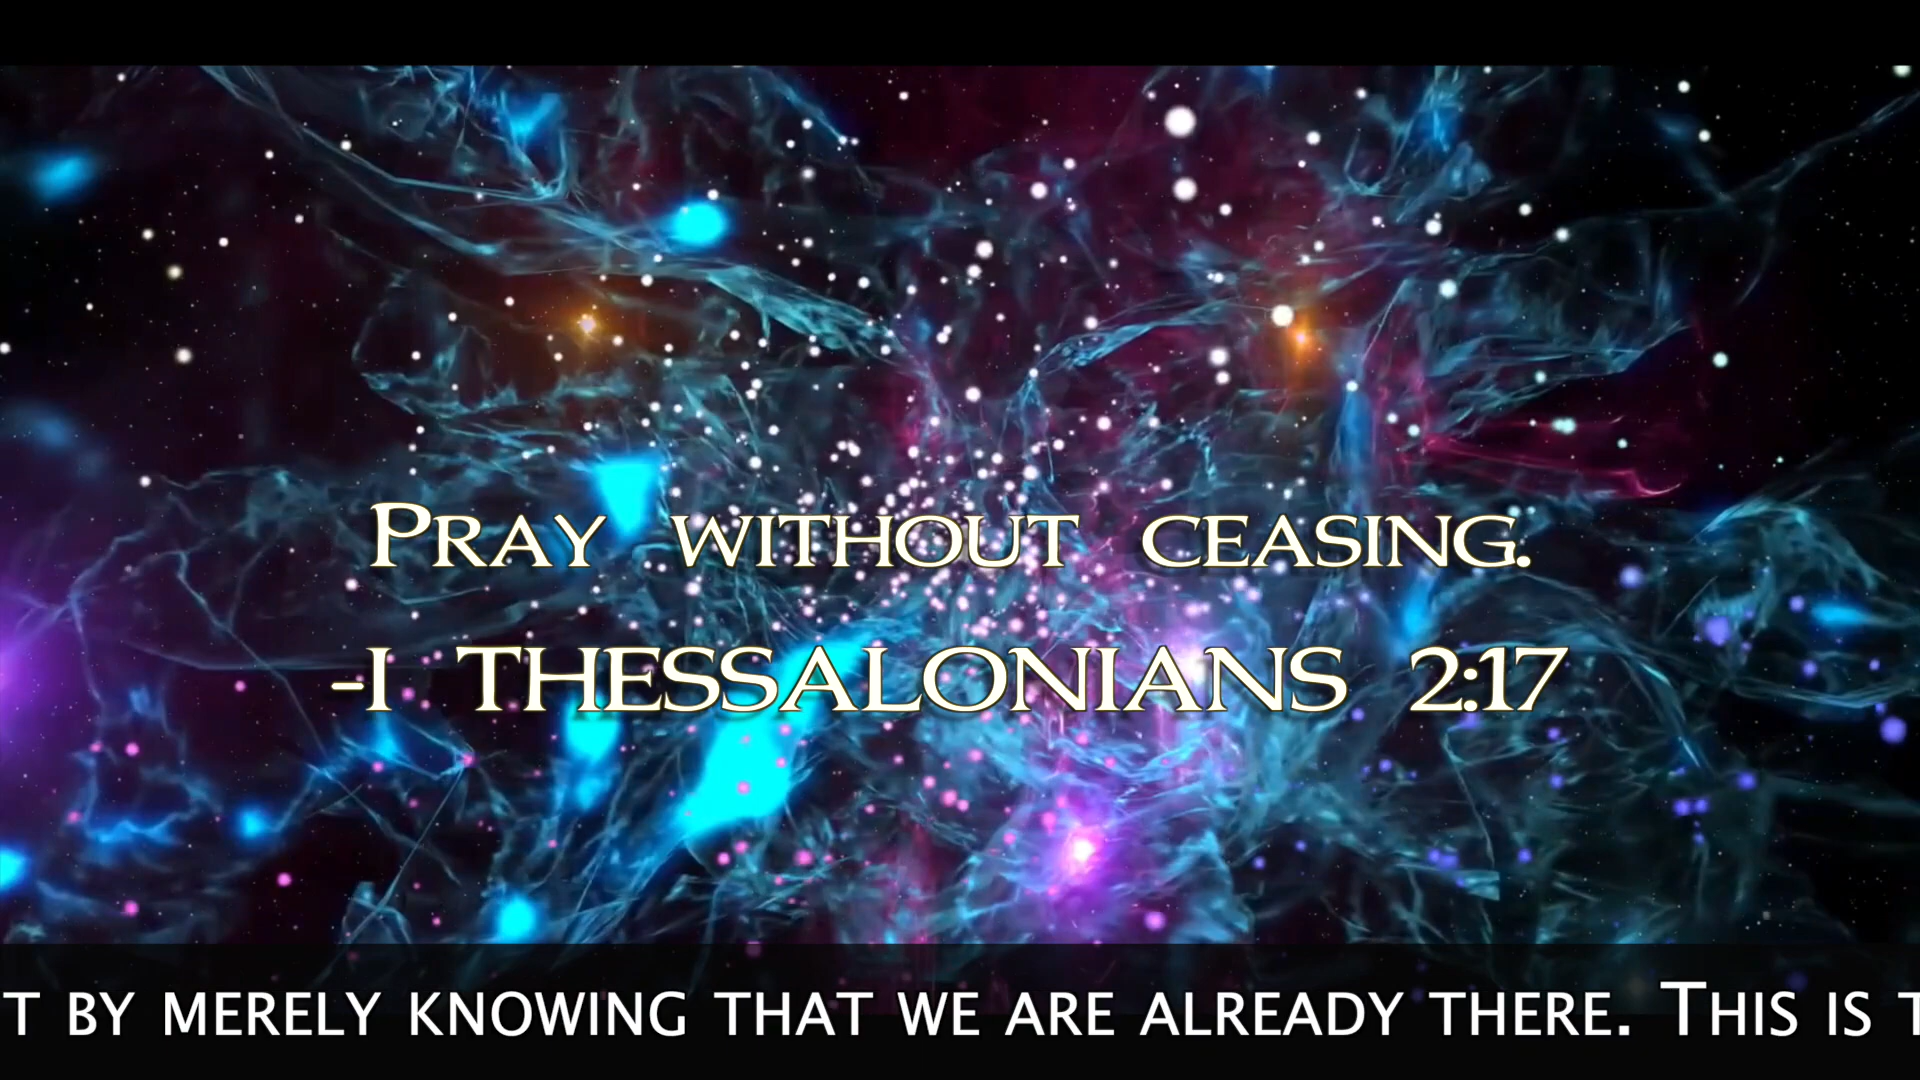 Pray without ceasing.
-I THESSALONIANS 2:17
T BY MERELY KNOWING THAT WE ARE ALREADY THERE. THIS IS T